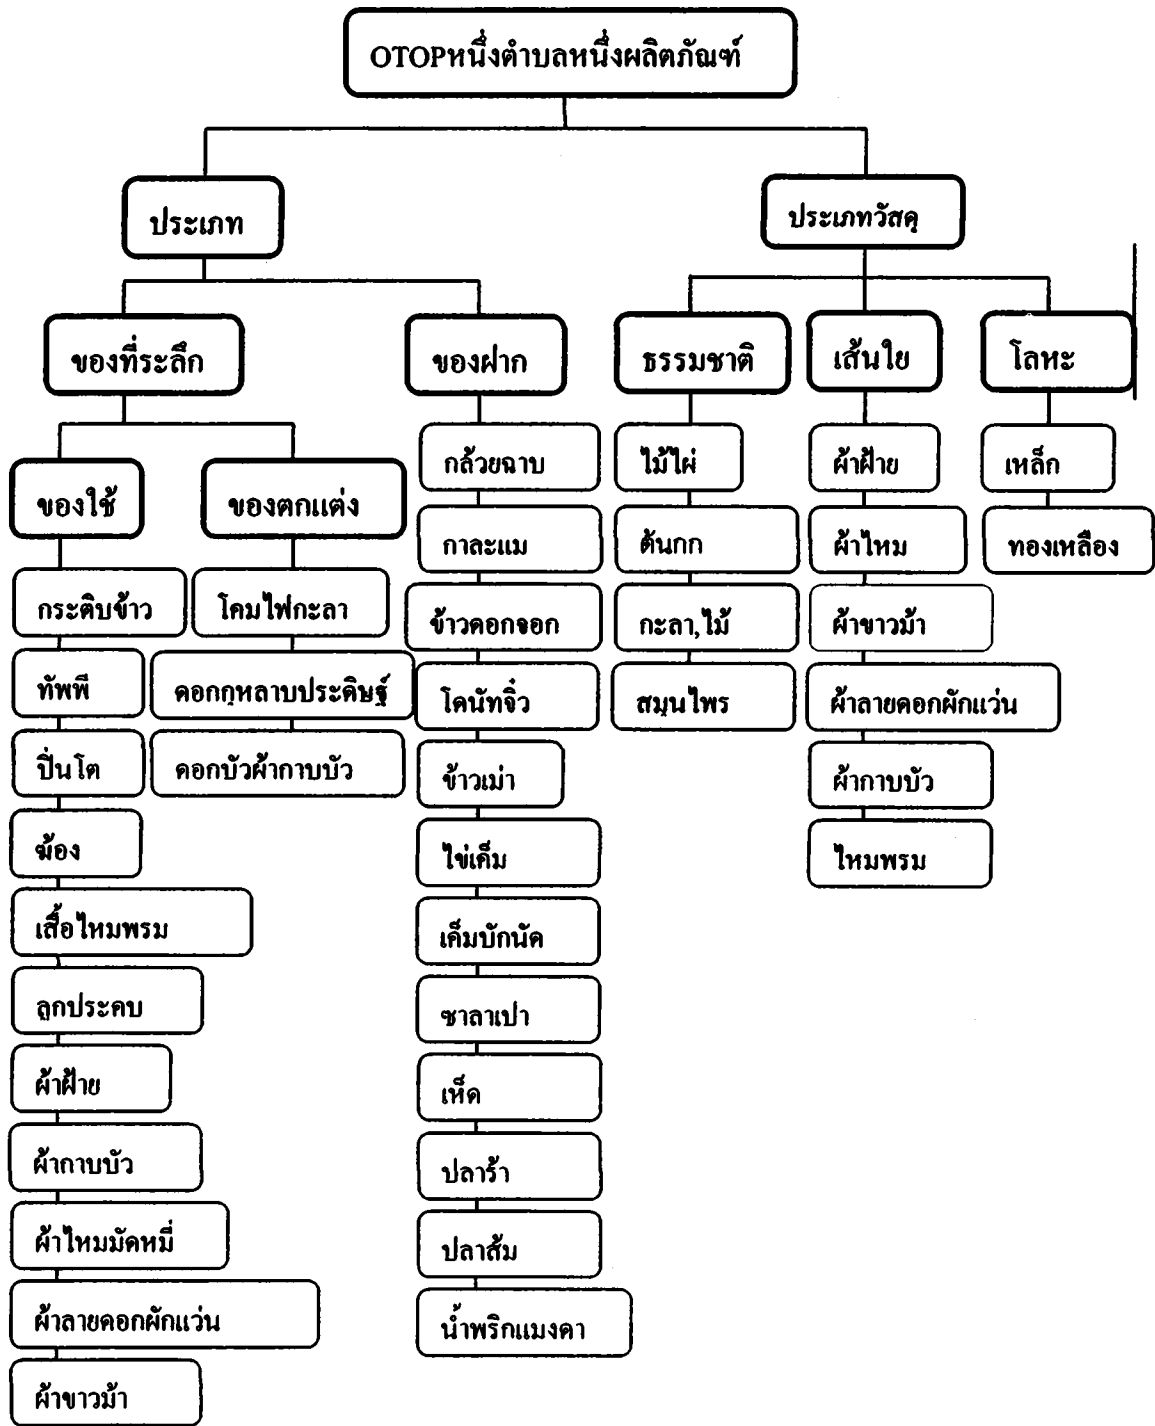 OTOPหนึ่งตำบลหนึ่งผลิตภัณฑ์
ประเภท
ประเภทวัสดุ
ของที่ระลึก
ของฝาก
ธรรมชาติ
เส้นใย
โลหะ
ของใช้
ของตกแต่ง
กระติบข้าว
ทัพพี
ปิ่นโต
ฆ้อง
เสื้อไหมพรม
ลูกประคบ
ผ้าฝ้าย
ผ้ากาบบัว
ผ้าไหมมัดหมี่
ผ้าลายดอกผักแว่น
ผ้าขาวม้า
โคมไฟกะลา
ดอกกุหลาบประดิษฐ์
ดอกบัวผ้ากาบบัว
กล้วยฉาบ
กาละแม
ข้าวดอกจอก
โดนัทจิ๋ว
ข้าวเม่า
ไข่เค็ม
เค็มบักนัด
ซาลาเปา
เห็ด
ปลาร้า
ปลาส้ม
น้ำพริกแมงดา
ไม้ไผ่
ต้นกก
กะลา,ไม้
สมุนไพร
ผ้าฝ้าย
ผ้าไหม
ผ้าขาวม้า
ผ้าลายดอกผักแว่น
ผ้ากาบบัว
ไหมพรม
เหล็ก
ทองเหลือง